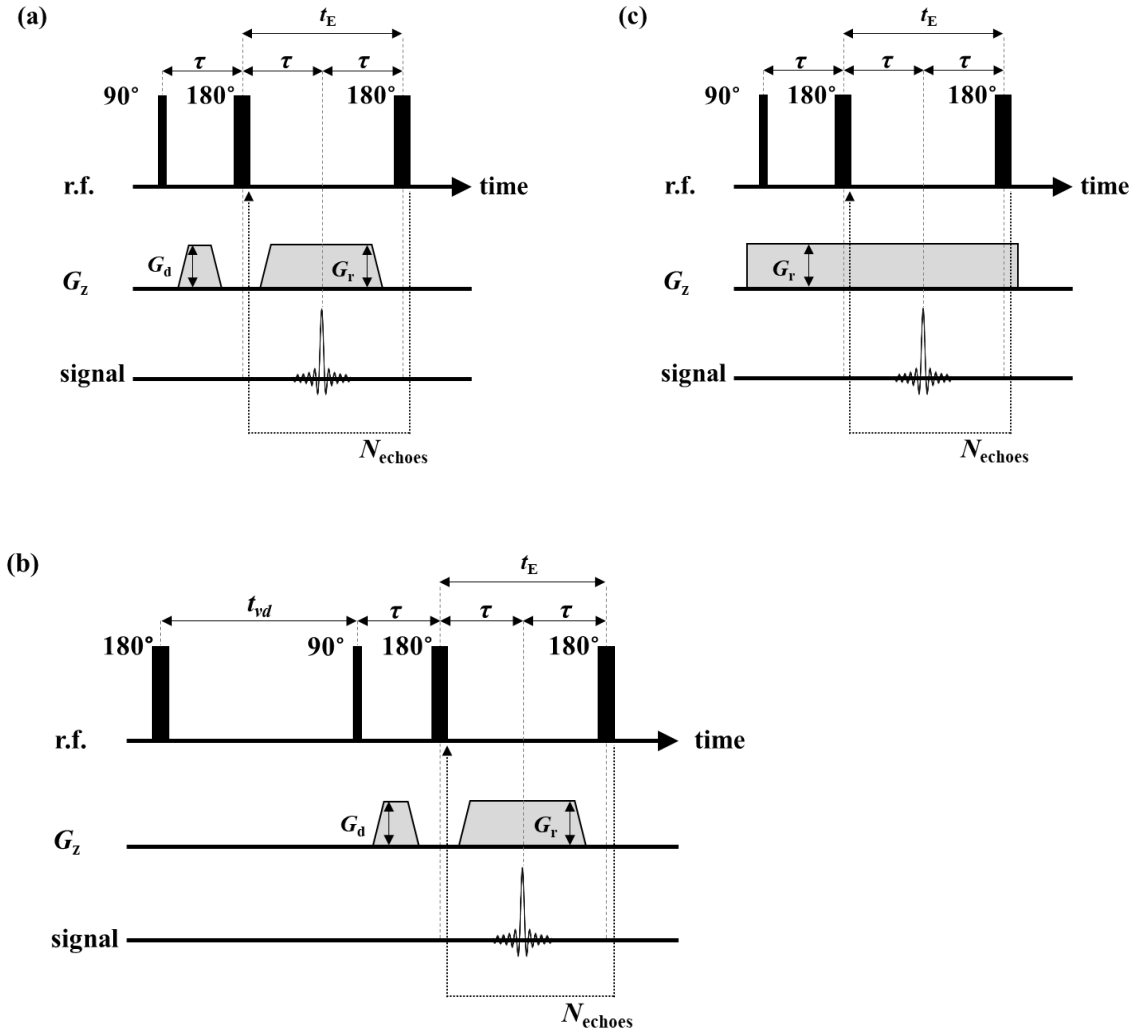 (a)
t_E
τ τ τ
90° 180° 180°
r.f. time
G_d G_r
G_z
signal
N_echoes
(c)
t_E
τ τ τ
90° 180° 180°
r.f. time
G_r
G_z
signal
N_echoes
(b)
t_E
t_vd τ τ τ
180° 90° 180° 180°
r.f. time
G_d G_r
G_z
signal
N_echoes